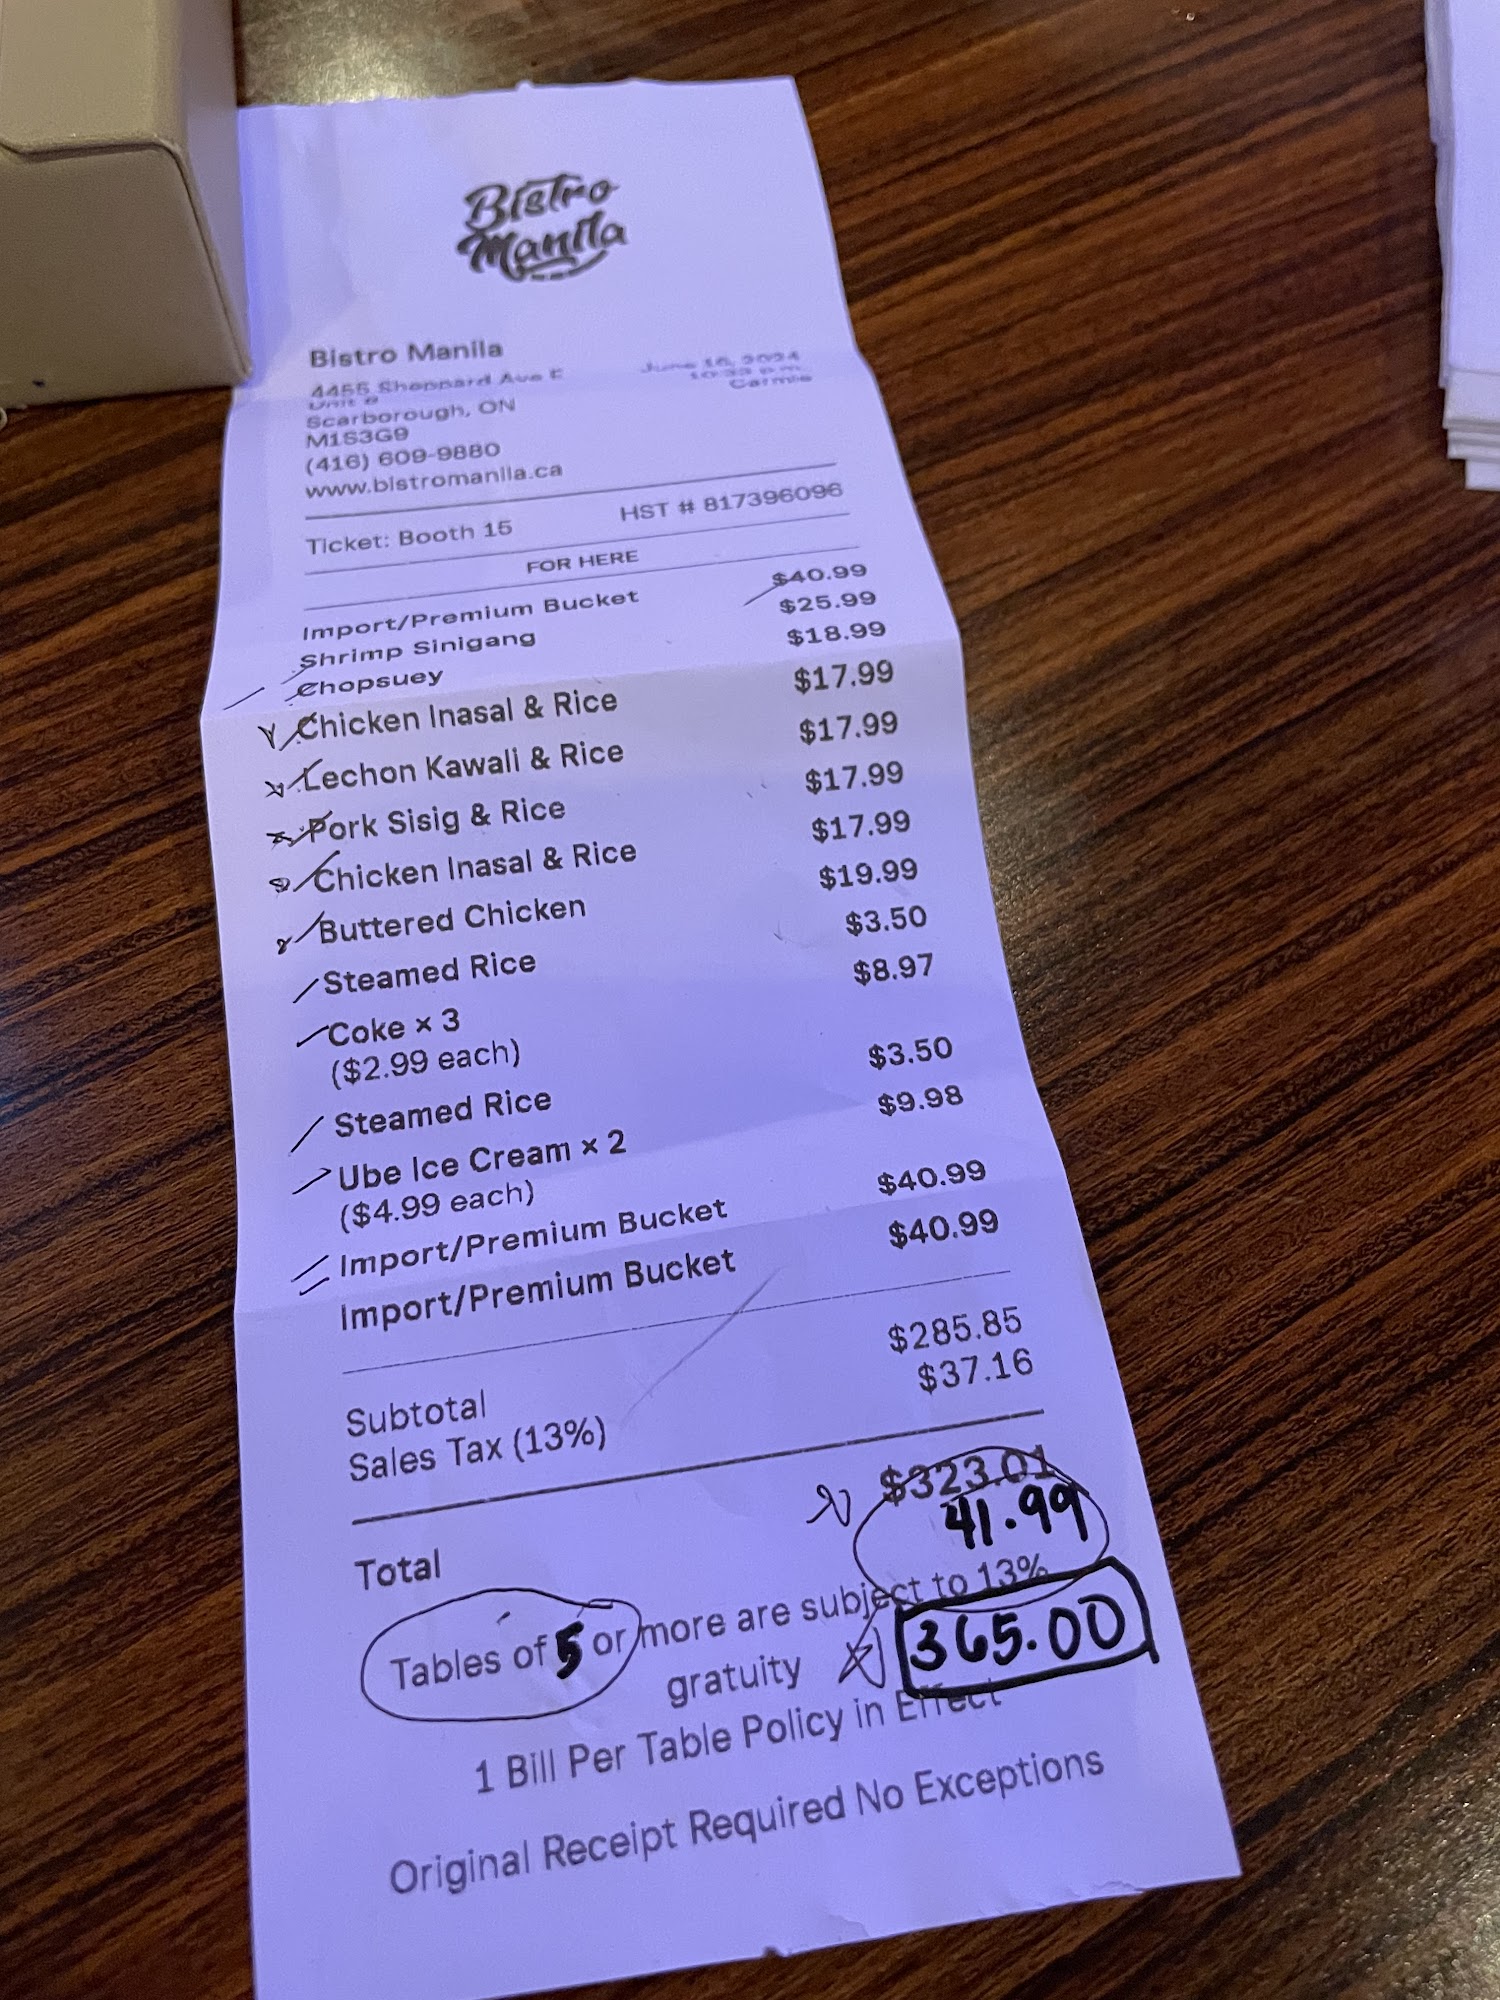 Bistro
Manila
Bistro Manila
4455 Sheppard Ave E June 16, 2024
Unit 10:33 p.m.
Scarborough, ON Carmie
M1S3G9
(416) 609-9880
www.bistromanila.ca
Ticket: Booth 15 HST # 817396096
FOR HERE
Import/Premium Bucket $40.99
Shrimp Sinigang $25.99
Chopsuey $18.99
Chicken Inasal & Rice $17.99
Lechon Kawali & Rice $17.99
Pork Sisig & Rice $17.99
Chicken Inasal & Rice $17.99
Buttered Chicken $19.99
Steamed Rice $3.50
Coke × 3 $8.97
($2.99 each)
Steamed Rice $3.50
Ube Ice Cream × 2 $9.98
($4.99 each)
Import/Premium Bucket $40.99
Import/Premium Bucket $40.99
Subtotal $285.85
Sales Tax (13%) $37.16
Total $323.01
41.99
Tables of 5 or more are subject to 13%
gratuity 365.00
1 Bill Per Table Policy in Effect
Original Receipt Required No Exceptions